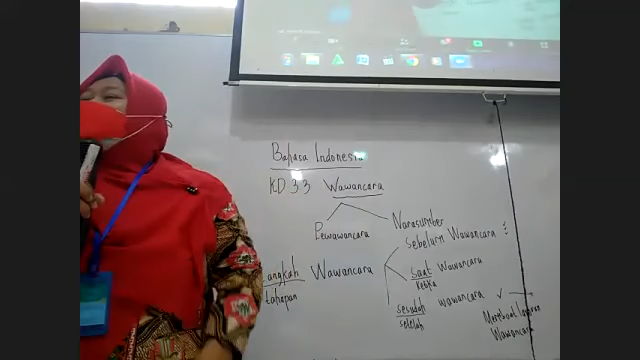 Bahasa Indonesia
KD 3 3 Wawancara
Pewawancara
Narasumber
angkah
tahapan
Wawancara
Sebelum Wawancara :
saat Wawancara
ketika
sesudah wawancara
setelah
Membuat laporan
Wawancara